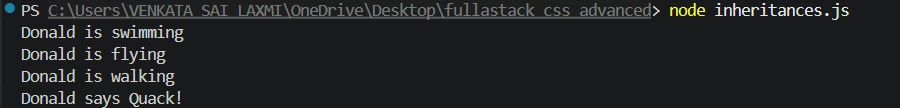 PS C:\Users\VENKATA SAI LAXMI\OneDrive\Desktop\fullastack css advanced> node inheritances.js
Donald is swimming
Donald is flying
Donald is walking
Donald says Quack!